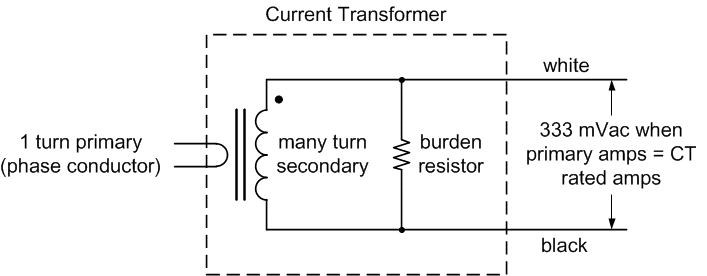 Current Transformer
white
1 turn primary
(phase conductor)
many turn
secondary
burden
resistor
333 mVac when
primary amps = CT
rated amps
black